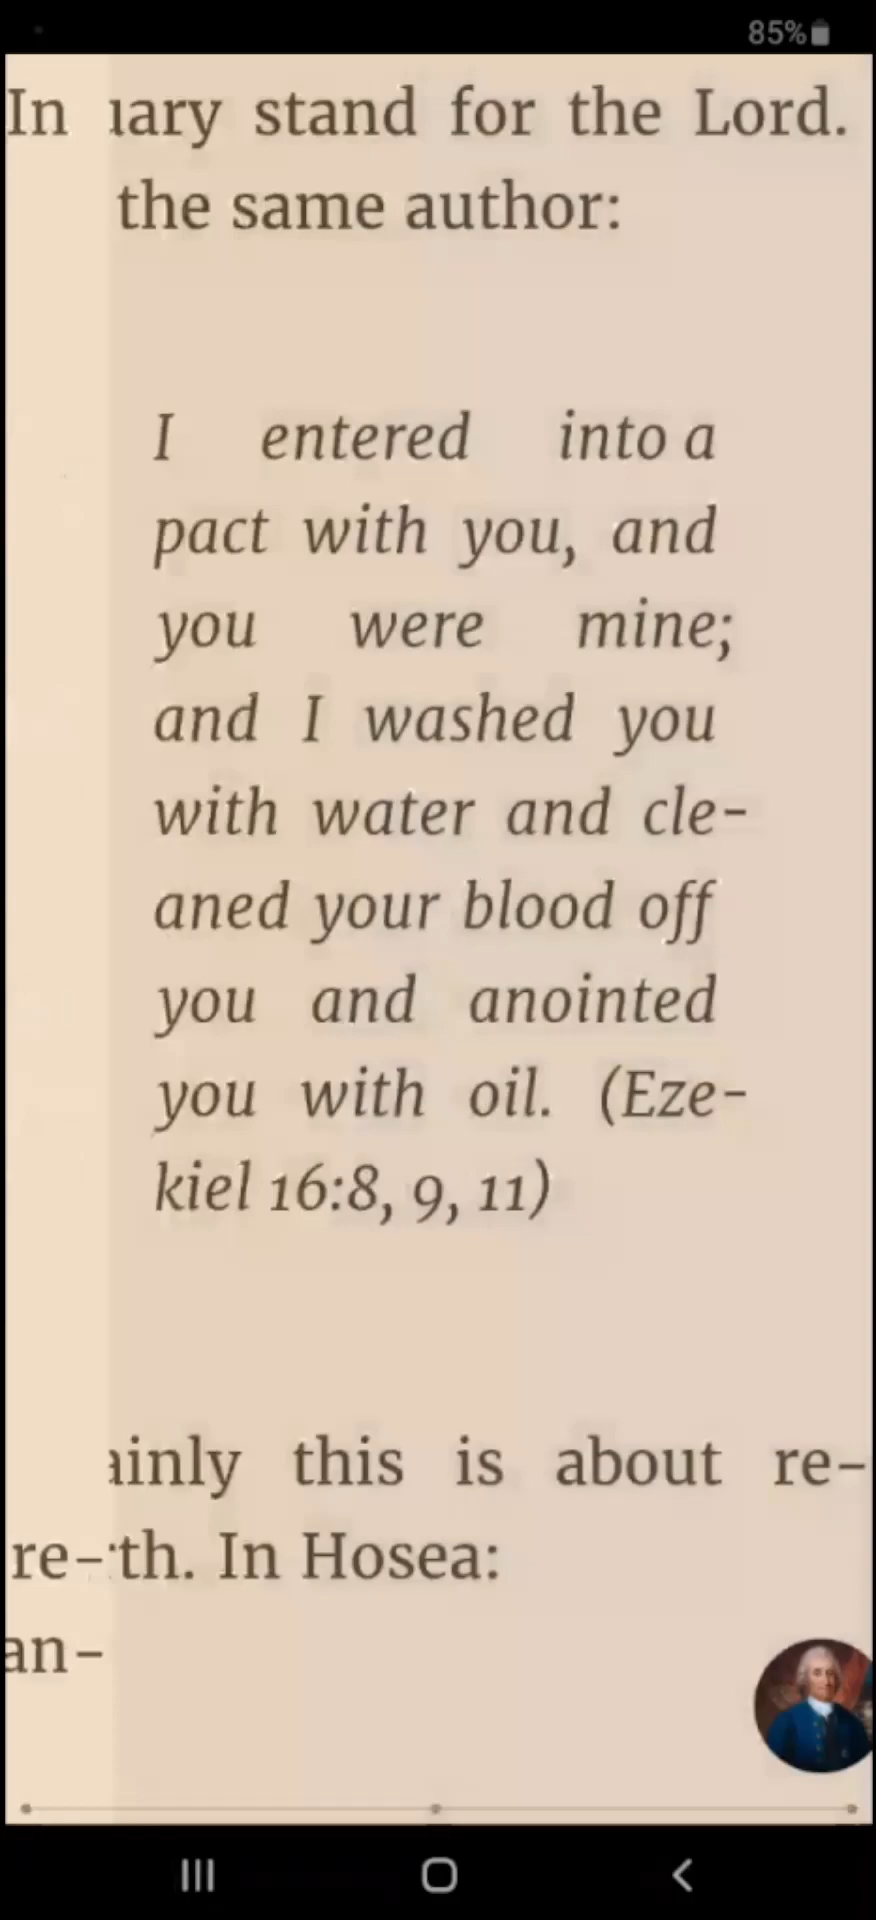 85%
In uary stand for the Lord.
the same author:
I entered into a
pact with you, and
you were mine;
and I washed you
with water and cle-
aned your blood off
you and anointed
you with oil. (Eze-
kiel 16:8, 9, 11)
ainly this is about re-
re- th. In Hosea:
an-